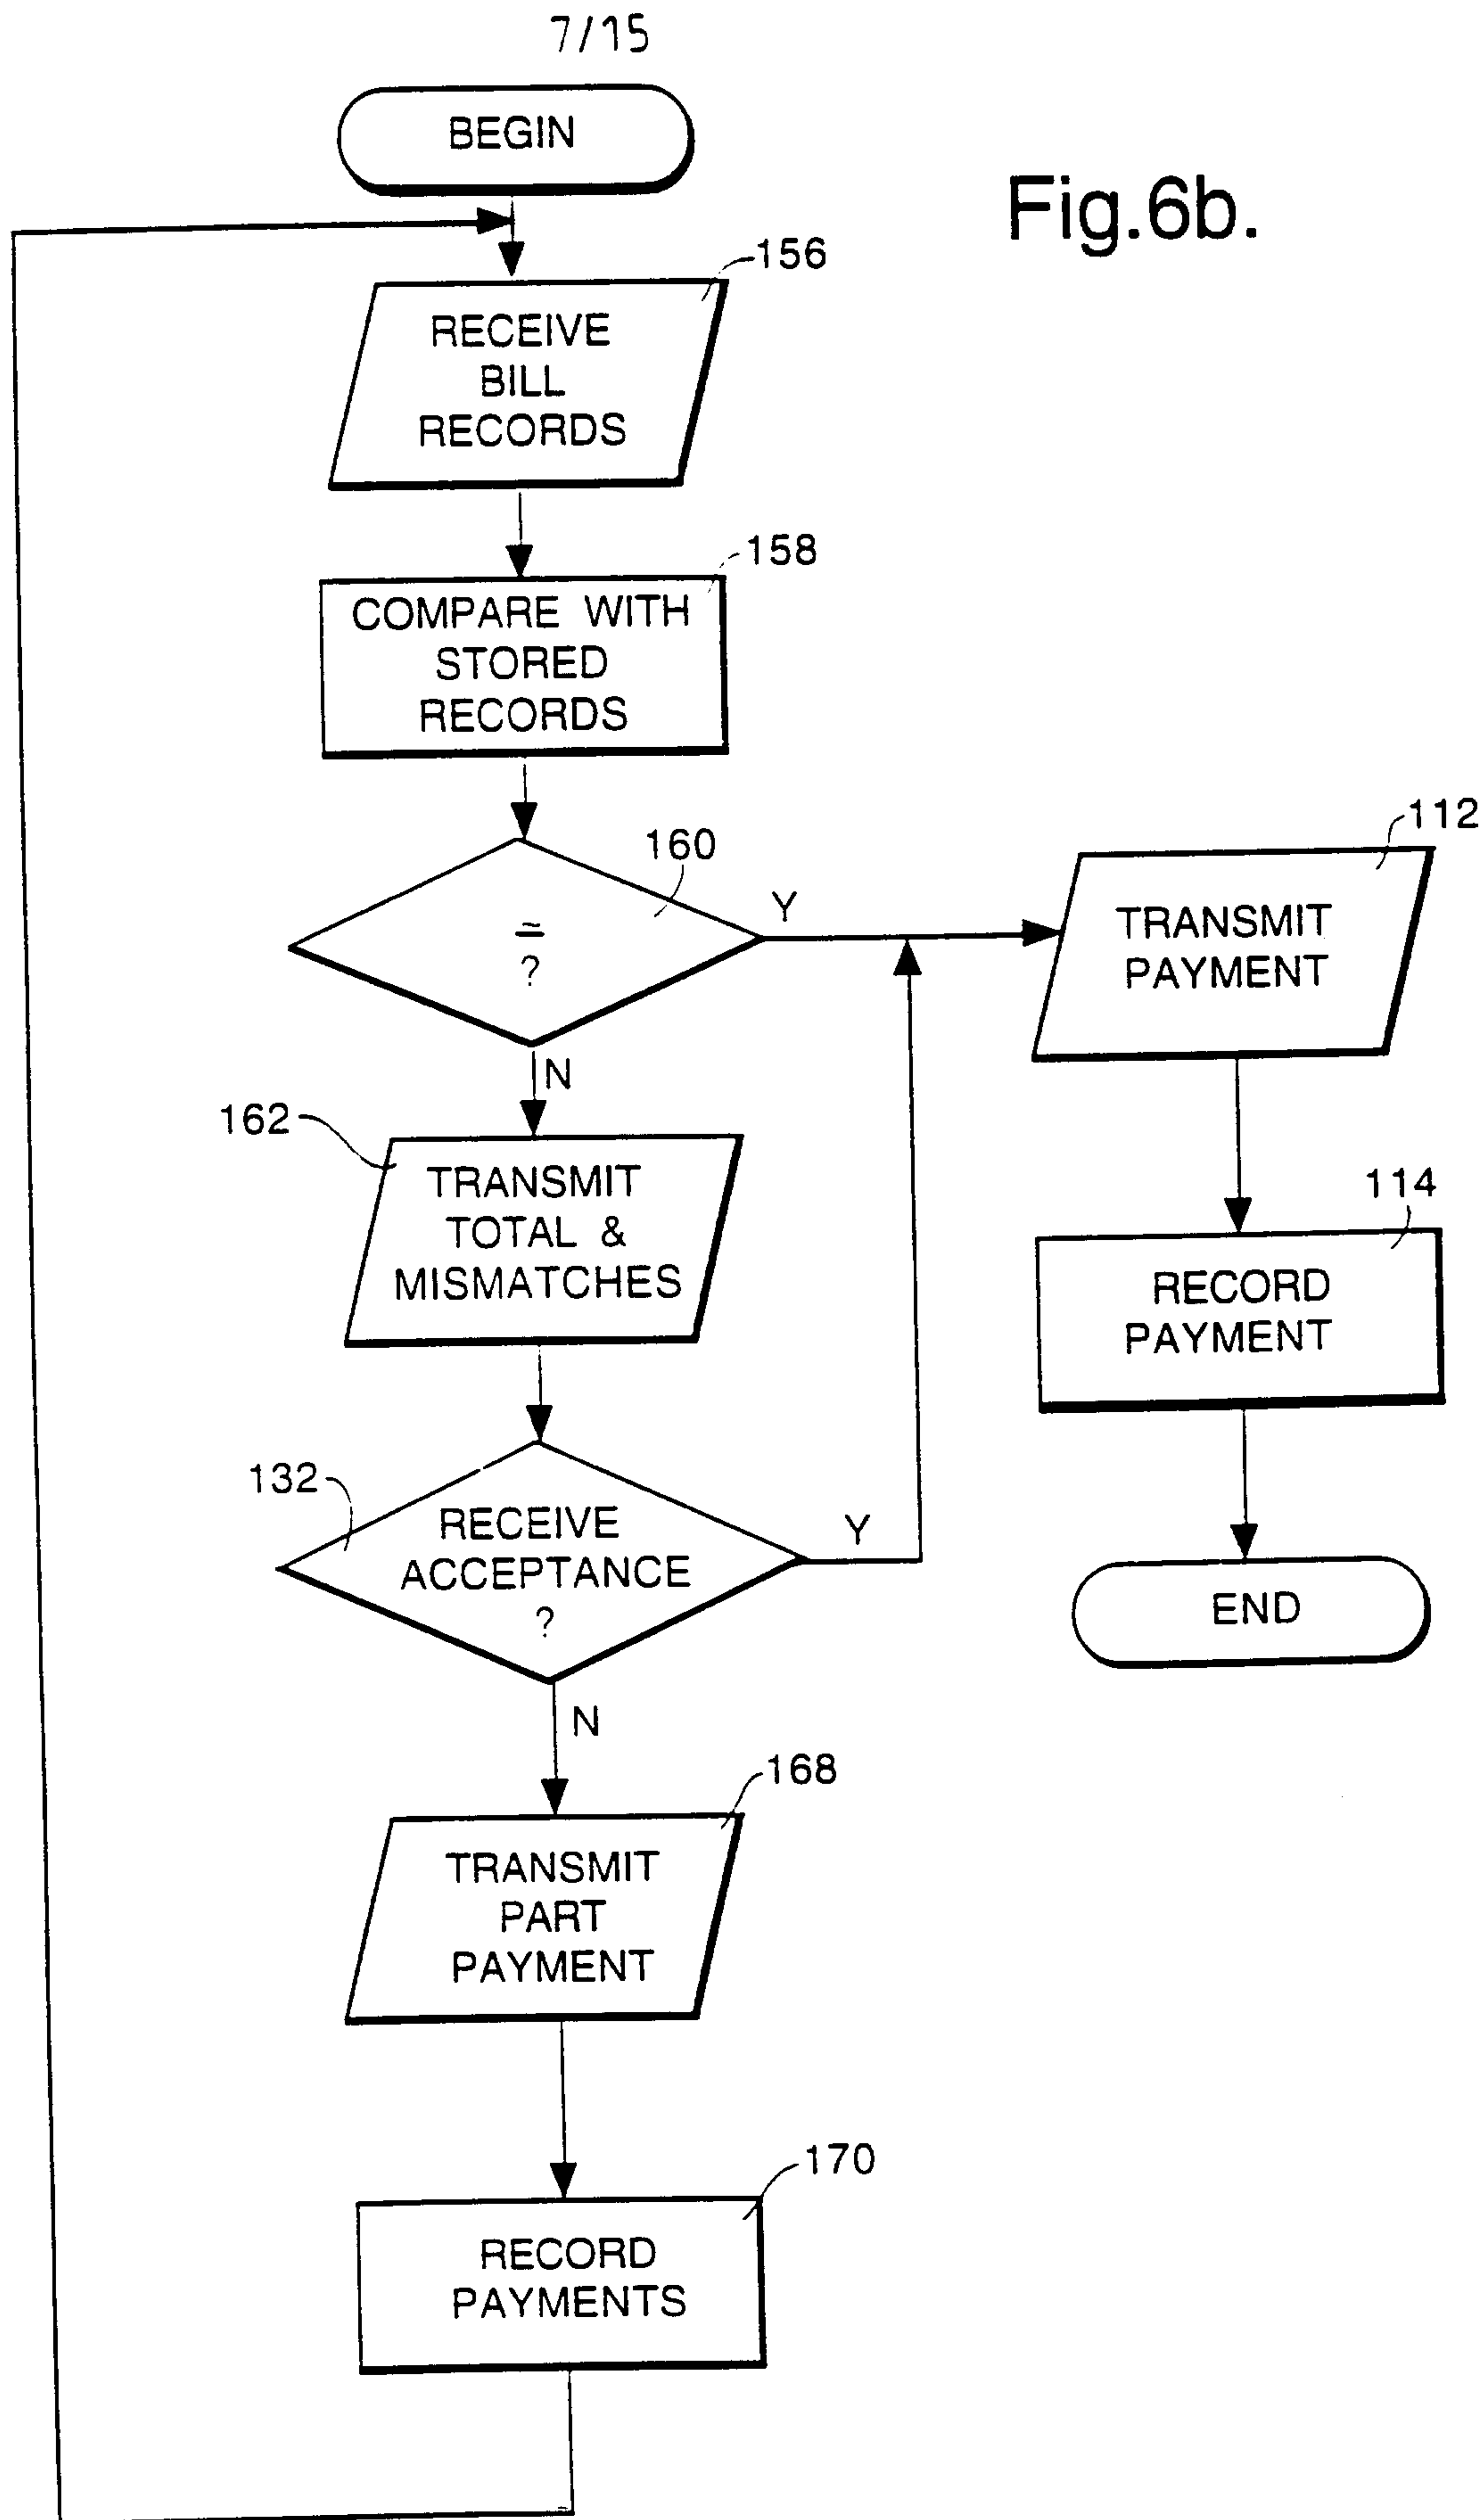 7/15
BEGIN
Fig.6b.
156
RECEIVE
BILL
RECORDS
158
COMPARE WITH
STORED
RECORDS
160
=
?
Y
N
112
TRANSMIT
PAYMENT
162
TRANSMIT
TOTAL &
MISMATCHES
114
RECORD
PAYMENT
132
RECEIVE
ACCEPTANCE
?
Y
N
END
168
TRANSMIT
PART
PAYMENT
170
RECORD
PAYMENTS